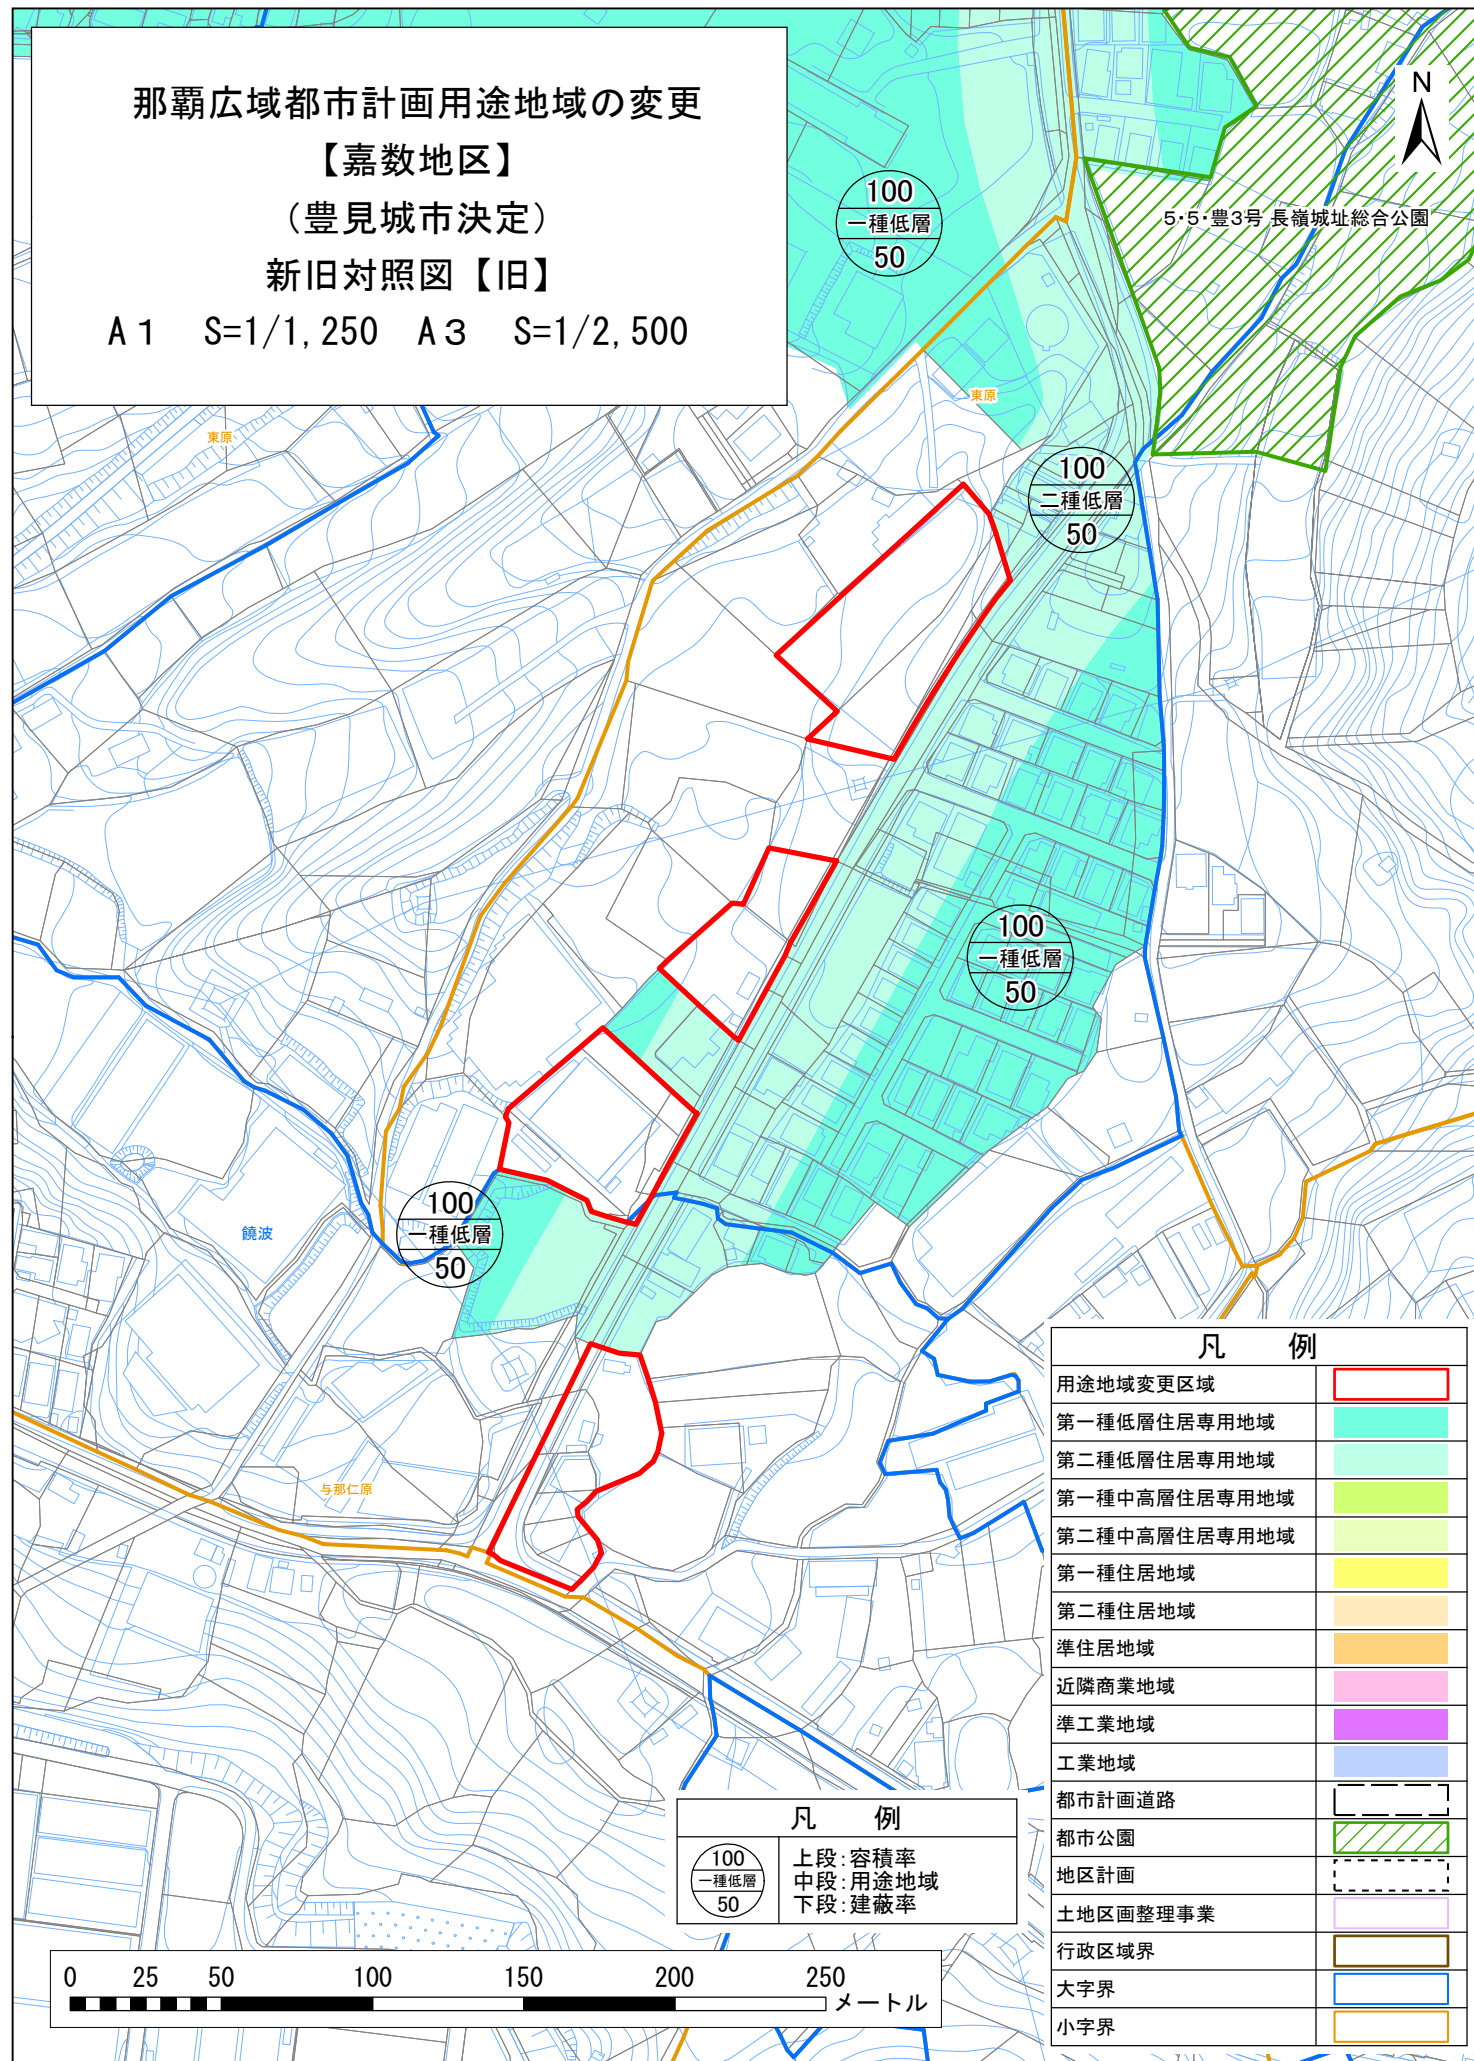 那覇広域都市計画用途地域の変更
【嘉数地区】
（豊見城市決定）
新旧対照図【旧】
A１ S=1/1,250 A３ S=1/2,500
N
100
一種低層
50
5･5･豊3号 長嶺城址総合公園
東原
東原
100
二種低層
50
100
一種低層
50
100
一種低層
50
饒波
与那仁原
凡 例
用途地域変更区域
第一種低層住居専用地域
第二種低層住居専用地域
第一種中高層住居専用地域
第二種中高層住居専用地域
第一種住居地域
第二種住居地域
準住居地域
近隣商業地域
準工業地域
工業地域
都市計画道路
都市公園
地区計画
土地区画整理事業
行政区域界
大字界
小字界
凡 例
100
一種低層
50
上段：容積率
中段：用途地域
下段：建蔽率
0 25 50 100 150 200 250
メートル